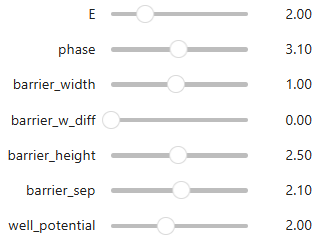 E 2.00
phase 3.10
barrier_width 1.00
barrier_w_diff 0.00
barrier_height 2.50
barrier_sep 2.10
well_potential 2.00